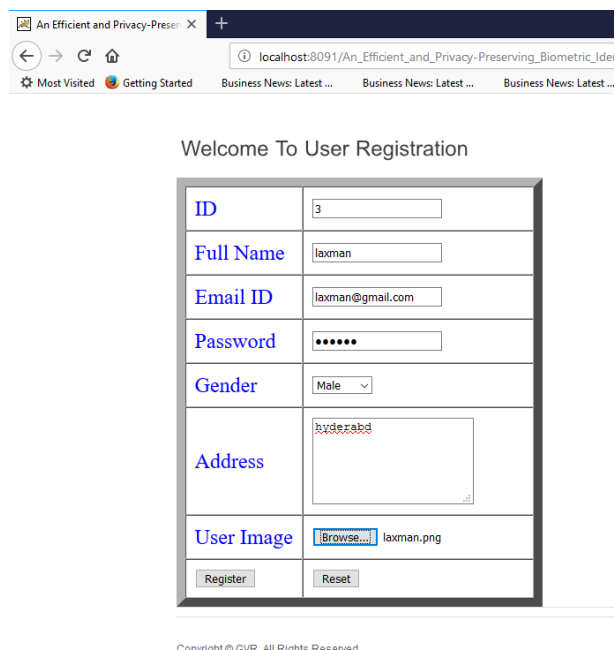 An Efficient and Privacy-Preser
localhost:8091/An_Efficient_and_Privacy-Preserving_Biometric_Ide
Most Visited Getting Started Business News: Latest ... Business News: Latest ... Business News: Latest ...
Welcome To User Registration
ID 3
Full Name laxman
Email ID laxman@gmail.com
Password ●●●●●●
Gender Male
Address hyderabd
User Image Browse... laxman.png
Register Reset
Copyright © GVR. All Rights Reserved